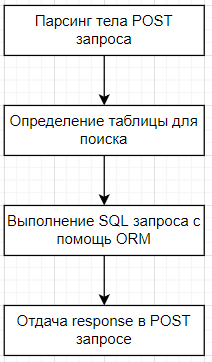 Парсинг тела POST
запроса
Определение таблицы для
поиска
Выполнение SQL запроса с
помощь ORM
Отдача response в POST
запросе